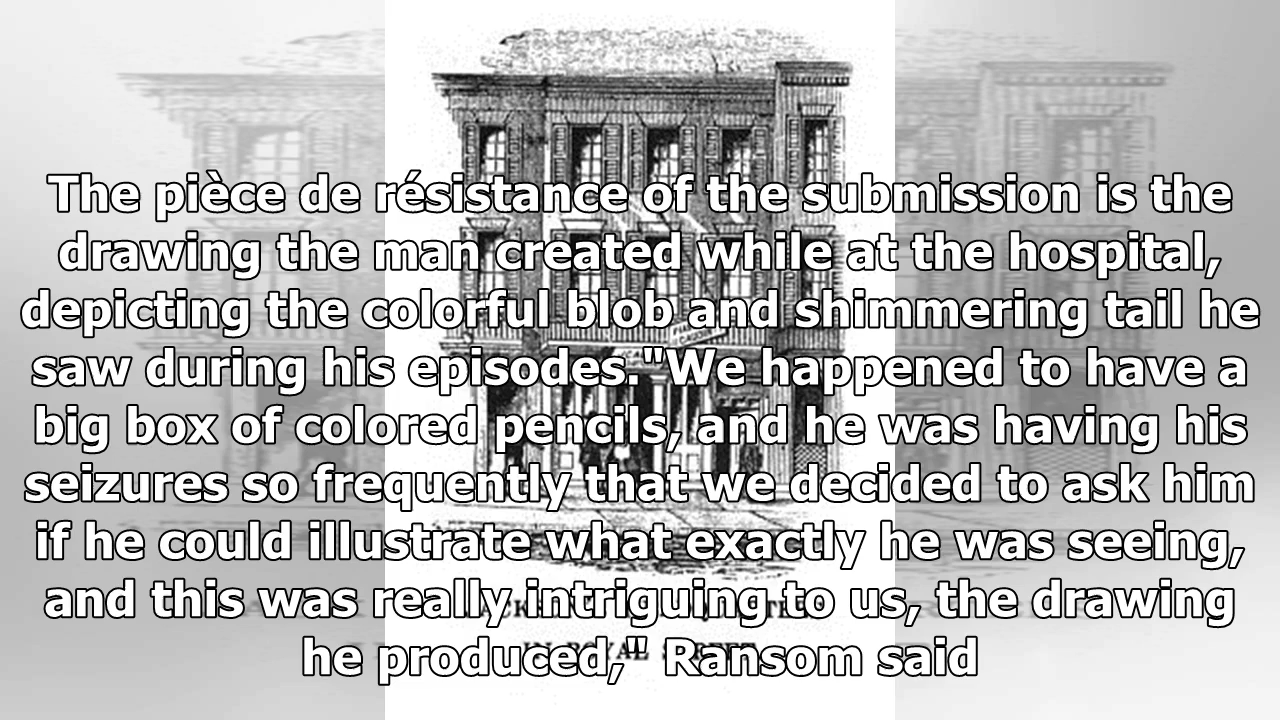 The pièce de résistance of the submission is the
drawing the man created while at the hospital,
depicting the colorful blob and shimmering tail he
saw during his episodes."We happened to have a
big box of colored pencils, and he was having his
seizures so frequently that we decided to ask him
if he could illustrate what exactly he was seeing,
and this was really intriguing to us, the drawing
he produced," Ransom said